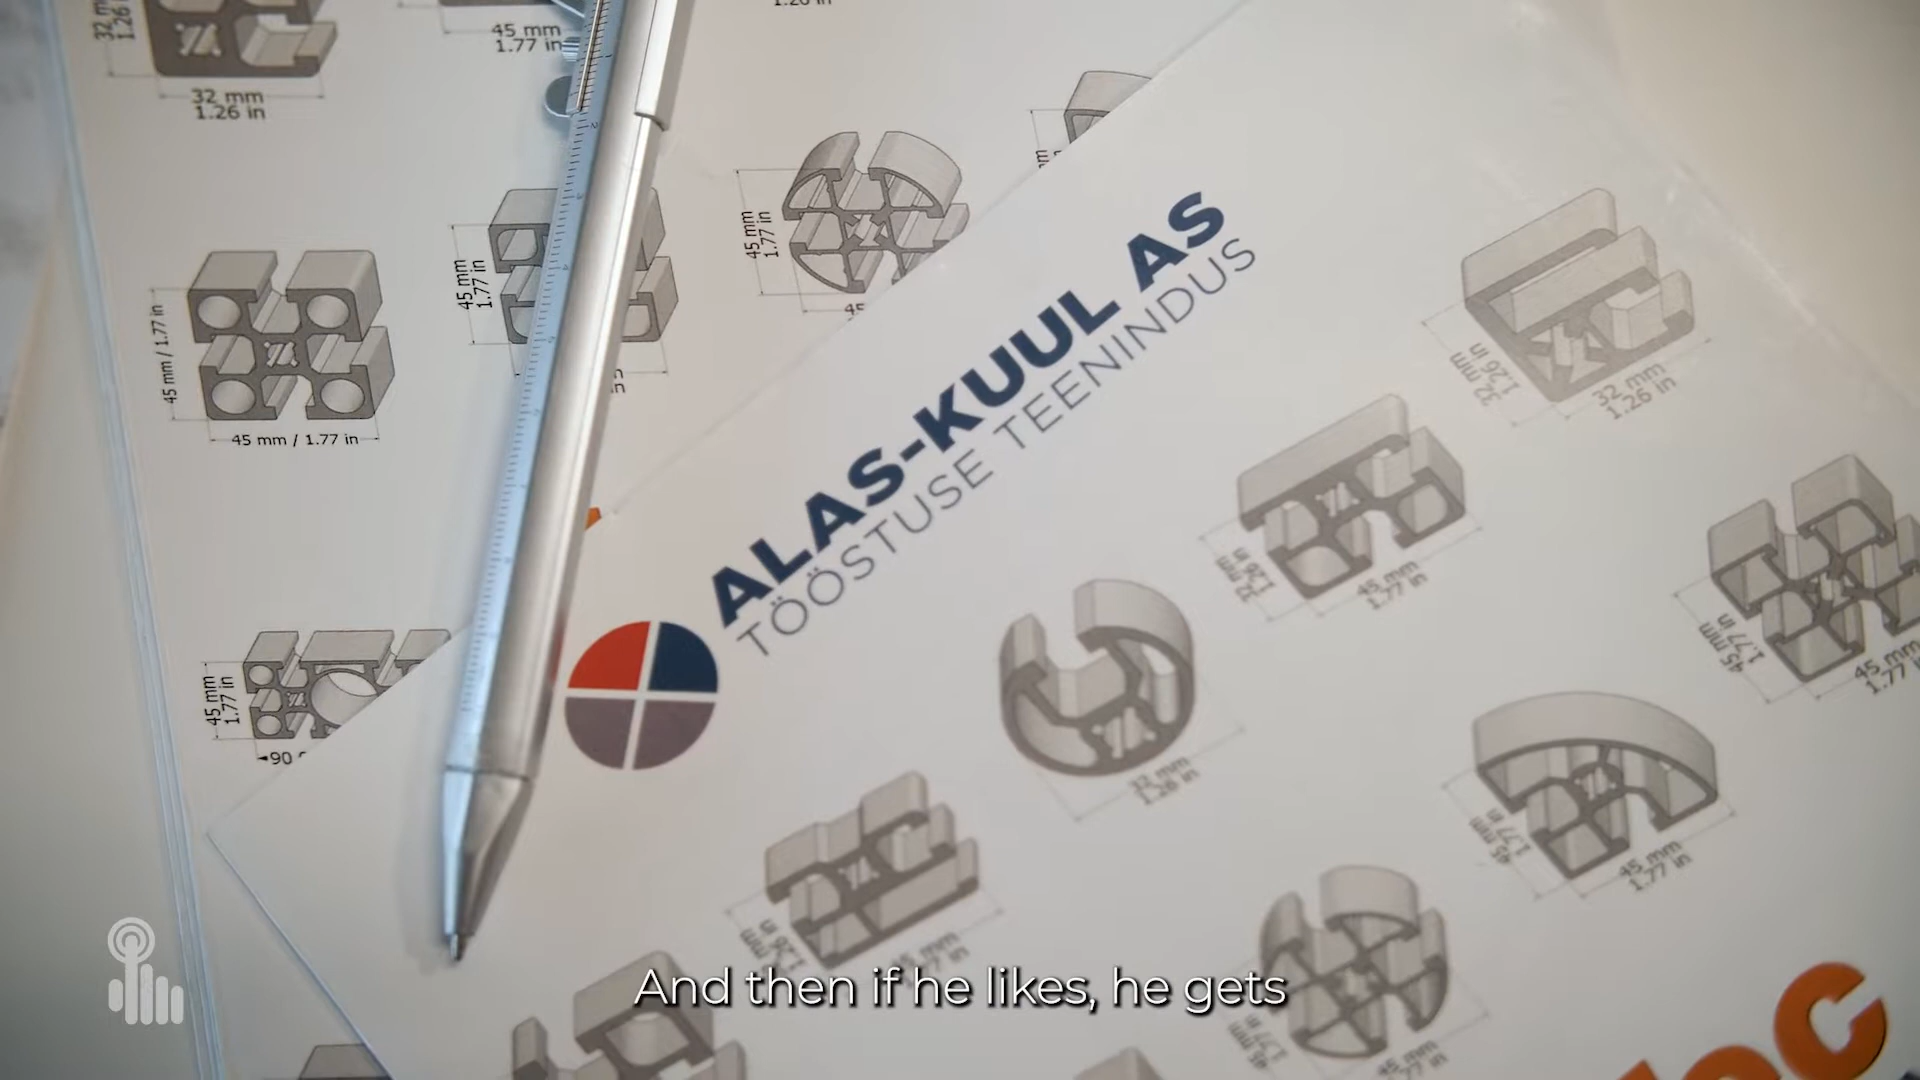 32 mm
1.26 in
45 mm
1.77 in
32 mm
1.26 in
45 mm
1.77 in
45 mm
1.77 in
45 mm / 1.77 in
45 mm / 1.77 in
45 mm
1.77 in
ALAS-KUUL AS
TÖÖSTUSE TEENINDUS
32 mm
1.26 in
32 mm
1.26 in
32 mm
1.26 in
45 mm
1.77 in
45 mm
1.77 in
45 mm
1.77 in
32 mm
1.26 in
45 mm
1.77 in
45 mm
1.77 in
And then if he likes, he gets